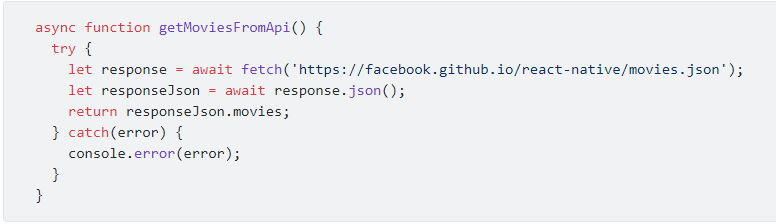 async function getMoviesFromApi() {
  try {
    let response = await fetch('https://facebook.github.io/react-native/movies.json');
    let responseJson = await response.json();
    return responseJson.movies;
  } catch(error) {
    console.error(error);
  }
}